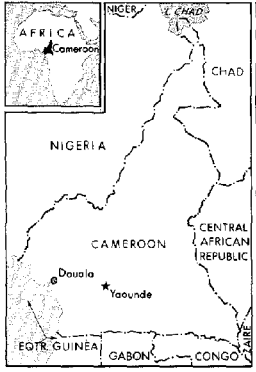 AFRICA
Cameroon
NIGER
L. CHAD
CHAD
NIGERIA
CENTRAL
AFRICAN
REPUBLIC
CAMEROON
Douala
Yaounde
ZAIRE
EQTR. GUINEA
GABON
CONGO